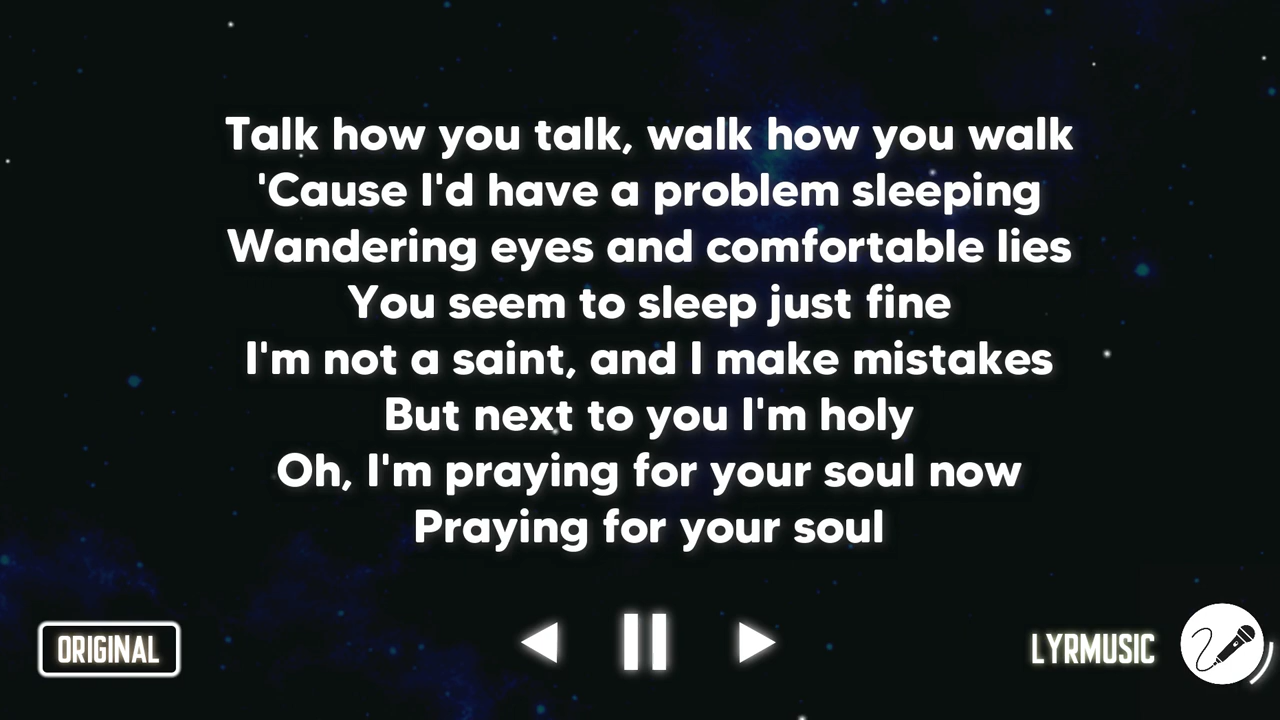 Talk how you talk, walk how you walk
'Cause I'd have a problem sleeping
Wandering eyes and comfortable lies
You seem to sleep just fine
I'm not a saint, and I make mistakes
But next to you I'm holy
Oh, I'm praying for your soul now
Praying for your soul
ORIGINAL
LYRMUSIC